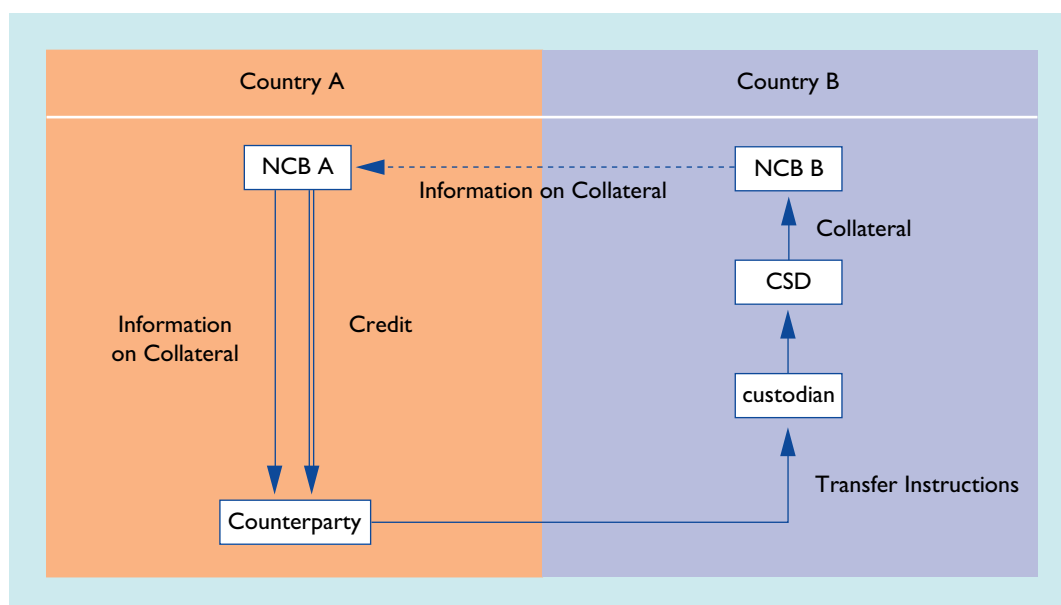 Country A
Country B
NCB A
NCB B
Information on Collateral
Collateral
CSD
Information
on Collateral
Credit
custodian
Transfer Instructions
Counterparty